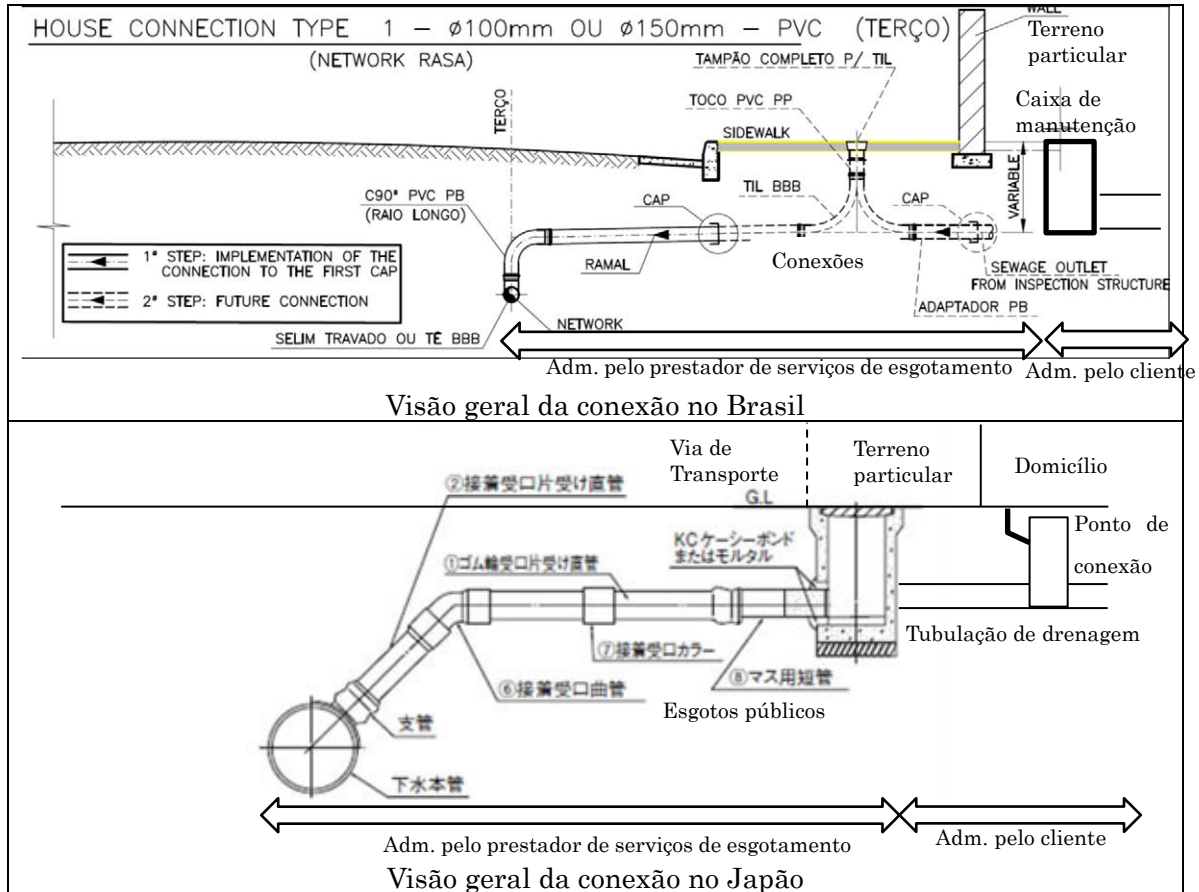 HOUSE CONNECTION TYPE 1 – ø100mm OU ø150mm – PVC (TERÇO)
(NETWORK RASA)
WALL
Terreno
particular
TAMPÃO COMPLETO P/ TIL
TOCO PVC PP
Caixa de
manutenção
TERÇO
SIDEWALK
C90° PVC PB
(RAIO LONGO)
TIL BBB
CAP
CAP
VARIABLE
RAMAL
Conexões
1ª STEP: IMPLEMENTATION OF THE
CONNECTION TO THE FIRST CAP
2ª STEP: FUTURE CONNECTION
SEWAGE OUTLET
FROM INSPECTION STRUCTURE
ADAPTADOR PB
NETWORK
SELIM TRAVADO OU TÊ BBB
Adm. pelo prestador de serviços de esgotamento
Adm. pelo cliente
Visão geral da conexão no Brasil
Via de
Transporte
Terreno
particular
Domicílio
②接着受口片受け直管
G.L
Ponto de
conexão
KCケーシーボンド
またはモルタル
①ゴム輪受口片受け直管
Tubulação de drenagem
⑦接着受口カラー
⑧マス用短管
⑥接着受口曲管
Esgotos públicos
支管
下水本管
Adm. pelo prestador de serviços de esgotamento
Adm. pelo cliente
Visão geral da conexão no Japão